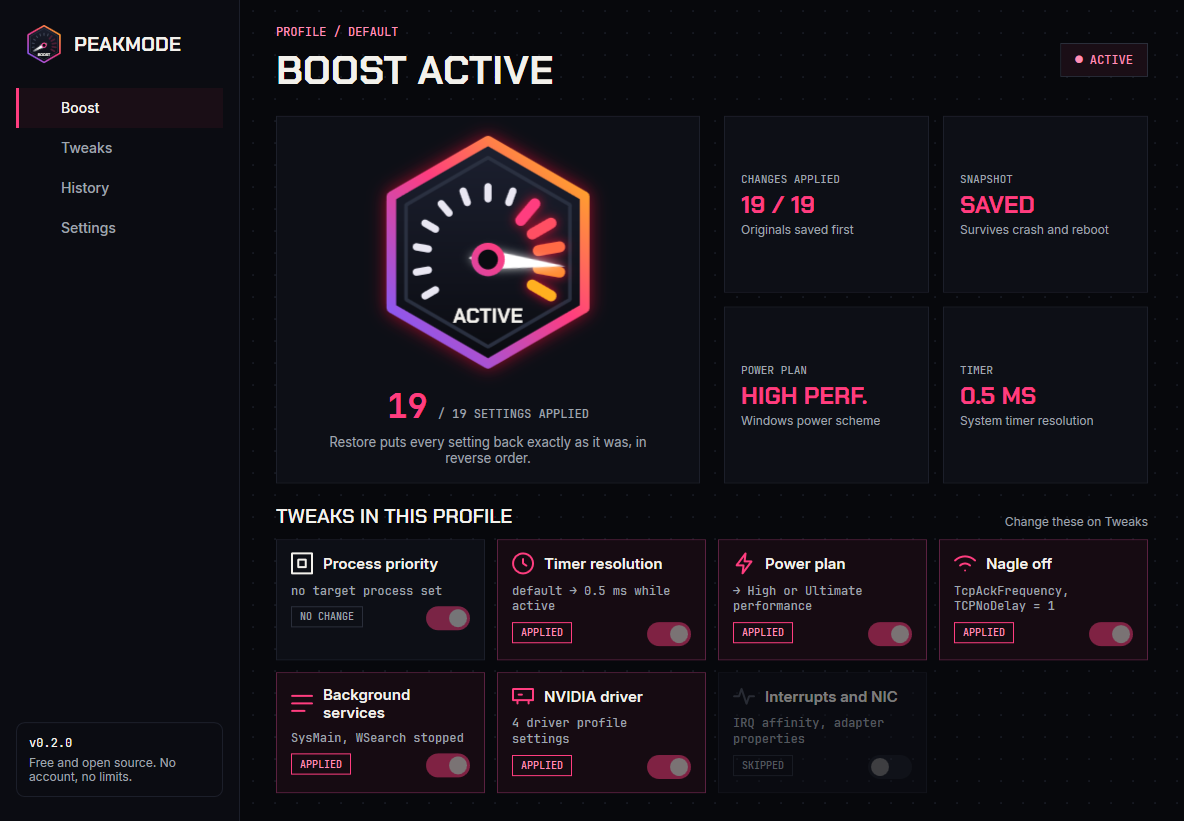 PEAKMODE
Boost
Tweaks
History
Settings
v0.2.0
Free and open source. No
account, no limits.
PROFILE / DEFAULT
BOOST ACTIVE
ACTIVE
ACTIVE
19 / 19 SETTINGS APPLIED
Restore puts every setting back exactly as it was, in
reverse order.
CHANGES APPLIED
19 / 19
Originals saved first
SNAPSHOT
SAVED
Survives crash and reboot
POWER PLAN
HIGH PERF.
Windows power scheme
TIMER
0.5 MS
System timer resolution
TWEAKS IN THIS PROFILE
Change these on Tweaks
Process priority
no target process set
NO CHANGE
Timer resolution
default → 0.5 ms while
active
APPLIED
Power plan
→ High or Ultimate
performance
APPLIED
Nagle off
TcpAckFrequency,
TCPNoDelay = 1
APPLIED
Background
services
SysMain, WSearch stopped
APPLIED
NVIDIA driver
4 driver profile
settings
APPLIED
Interrupts and NIC
IRQ affinity, adapter
properties
SKIPPED